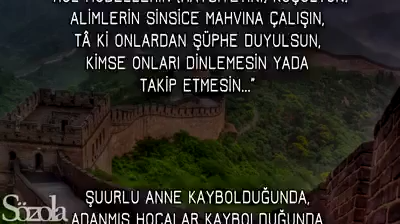 ALİMLERİN SİNSİCE MAHVINA ÇALIŞIN,
TÂ Kİ ONLARDAN ŞÜPHE DUYULSUN,
KİMSE ONLARI DİNLEMESİN YADA
TAKİP ETMESİN..."
ŞUURLU ANNE KAYBOLDUĞUNDA,
ADANMIŞ HOCALAR KAYBOLDUĞUNDA
Sözola